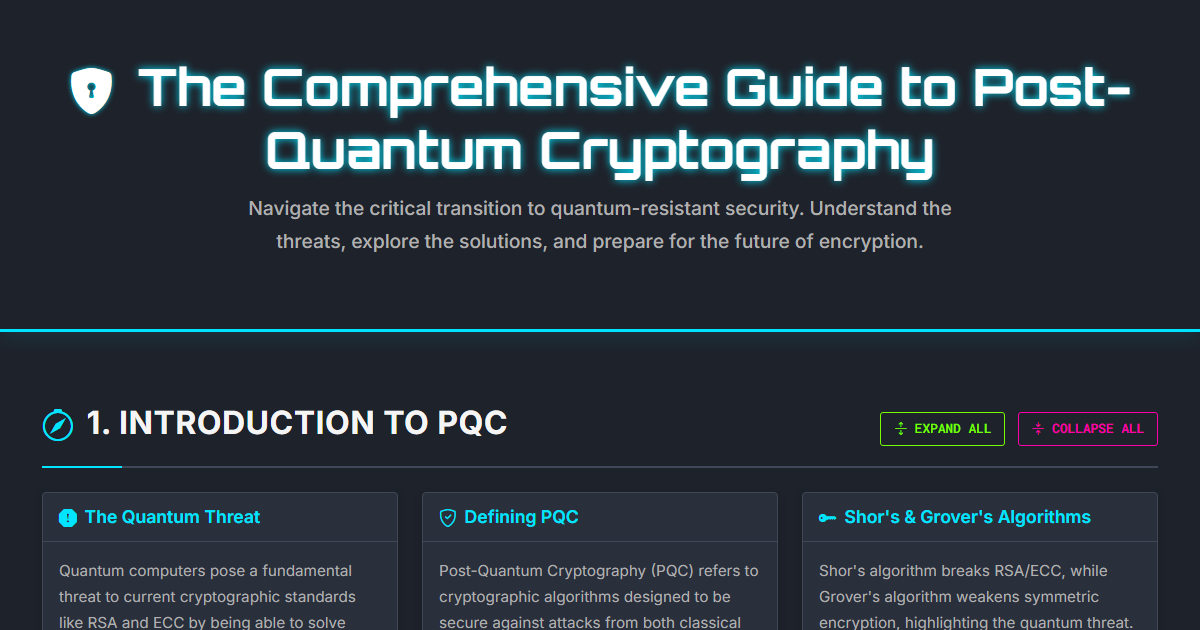 The Comprehensive Guide to Post-
Quantum Cryptography
Navigate the critical transition to quantum-resistant security. Understand the
threats, explore the solutions, and prepare for the future of encryption.
1. INTRODUCTION TO PQC
EXPAND ALL
COLLAPSE ALL
The Quantum Threat
Quantum computers pose a fundamental
threat to current cryptographic standards
like RSA and ECC by being able to solve
Defining PQC
Post-Quantum Cryptography (PQC) refers to
cryptographic algorithms designed to be
secure against attacks from both classical
Shor's & Grover's Algorithms
Shor's algorithm breaks RSA/ECC, while
Grover's algorithm weakens symmetric
encryption, highlighting the quantum threat.